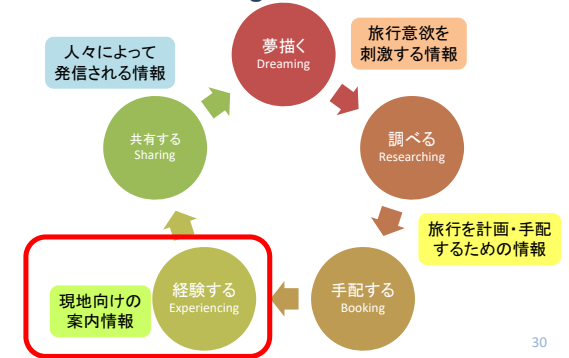 夢描く
Dreaming
旅行意欲を
刺激する情報
人々によって
発信される情報
共有する
Sharing
調べる
Researching
旅行を計画・手配
するための情報
現地向けの
案内情報
経験する
Experiencing
手配する
Booking
30